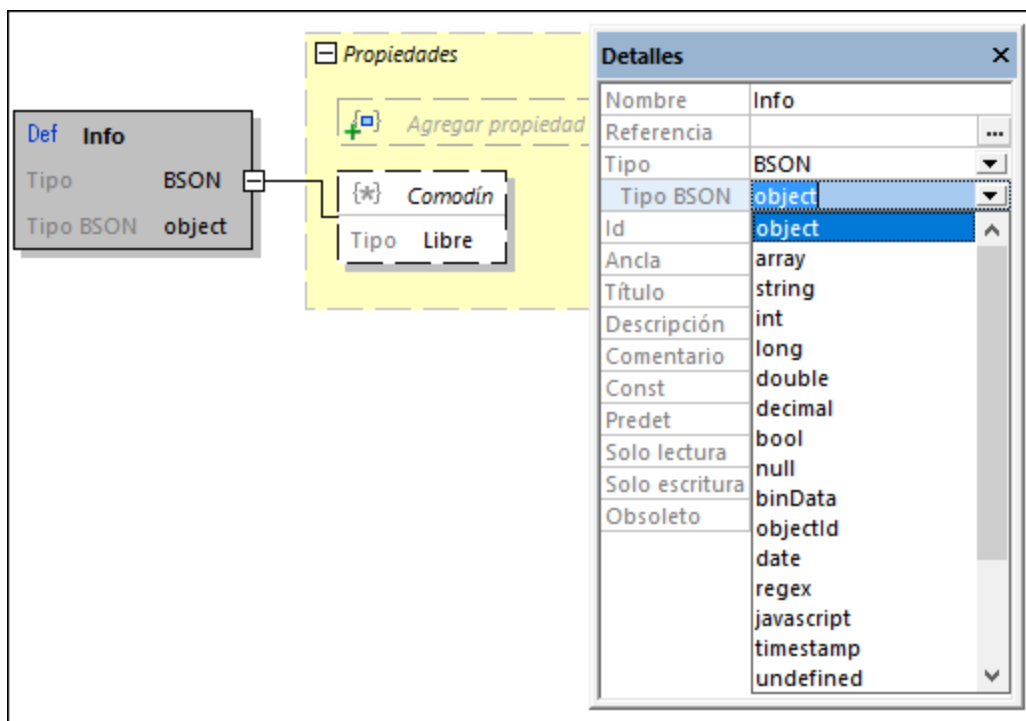 Propiedades
Agregar propiedad
Def Info
Tipo BSON
Tipo BSON object
{*} Comodín
Tipo Libre
Detalles
Nombre Info
Referencia ...
Tipo BSON
Tipo BSON object
Id
Ancla
Título
Descripción
Comentario
Const
Predet
Solo lectura
Solo escritura
Obsoleto
object
array
string
int
long
double
decimal
bool
null
binData
objectId
date
regex
javascript
timestamp
undefined